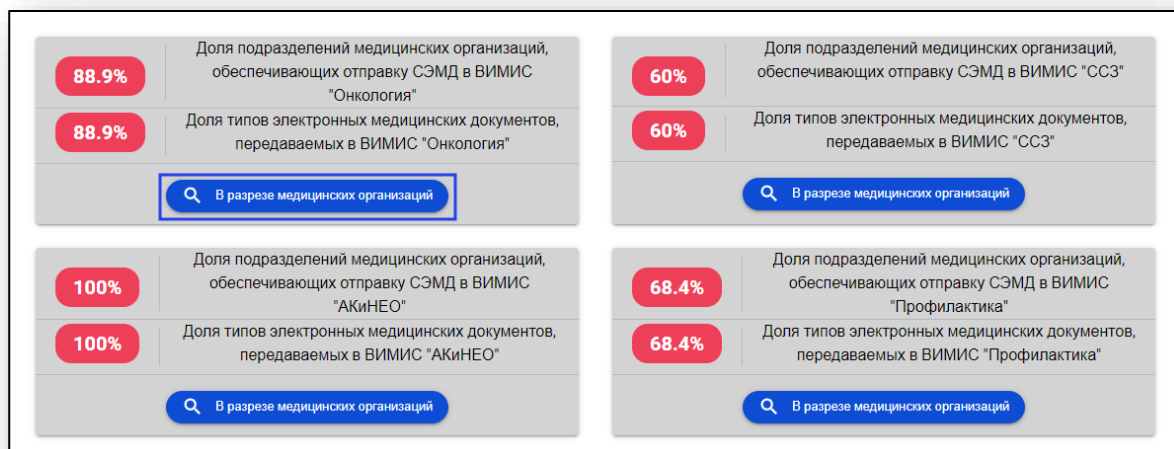 88.9%
Доля подразделений медицинских организаций,
обеспечивающих отправку СЭМД в ВИМИС
"Онкология"
88.9%
Доля типов электронных медицинских документов,
передаваемых в ВИМИС "Онкология"
В разрезе медицинских организаций
60%
Доля подразделений медицинских организаций,
обеспечивающих отправку СЭМД в ВИМИС "ССЗ"
60%
Доля типов электронных медицинских документов,
передаваемых в ВИМИС "ССЗ"
В разрезе медицинских организаций
100%
Доля подразделений медицинских организаций,
обеспечивающих отправку СЭМД в ВИМИС
"АКиНЕО"
100%
Доля типов электронных медицинских документов,
передаваемых в ВИМИС "АКиНЕО"
В разрезе медицинских организаций
68.4%
Доля подразделений медицинских организаций,
обеспечивающих отправку СЭМД в ВИМИС
"Профилактика"
68.4%
Доля типов электронных медицинских документов,
передаваемых в ВИМИС "Профилактика"
В разрезе медицинских организаций